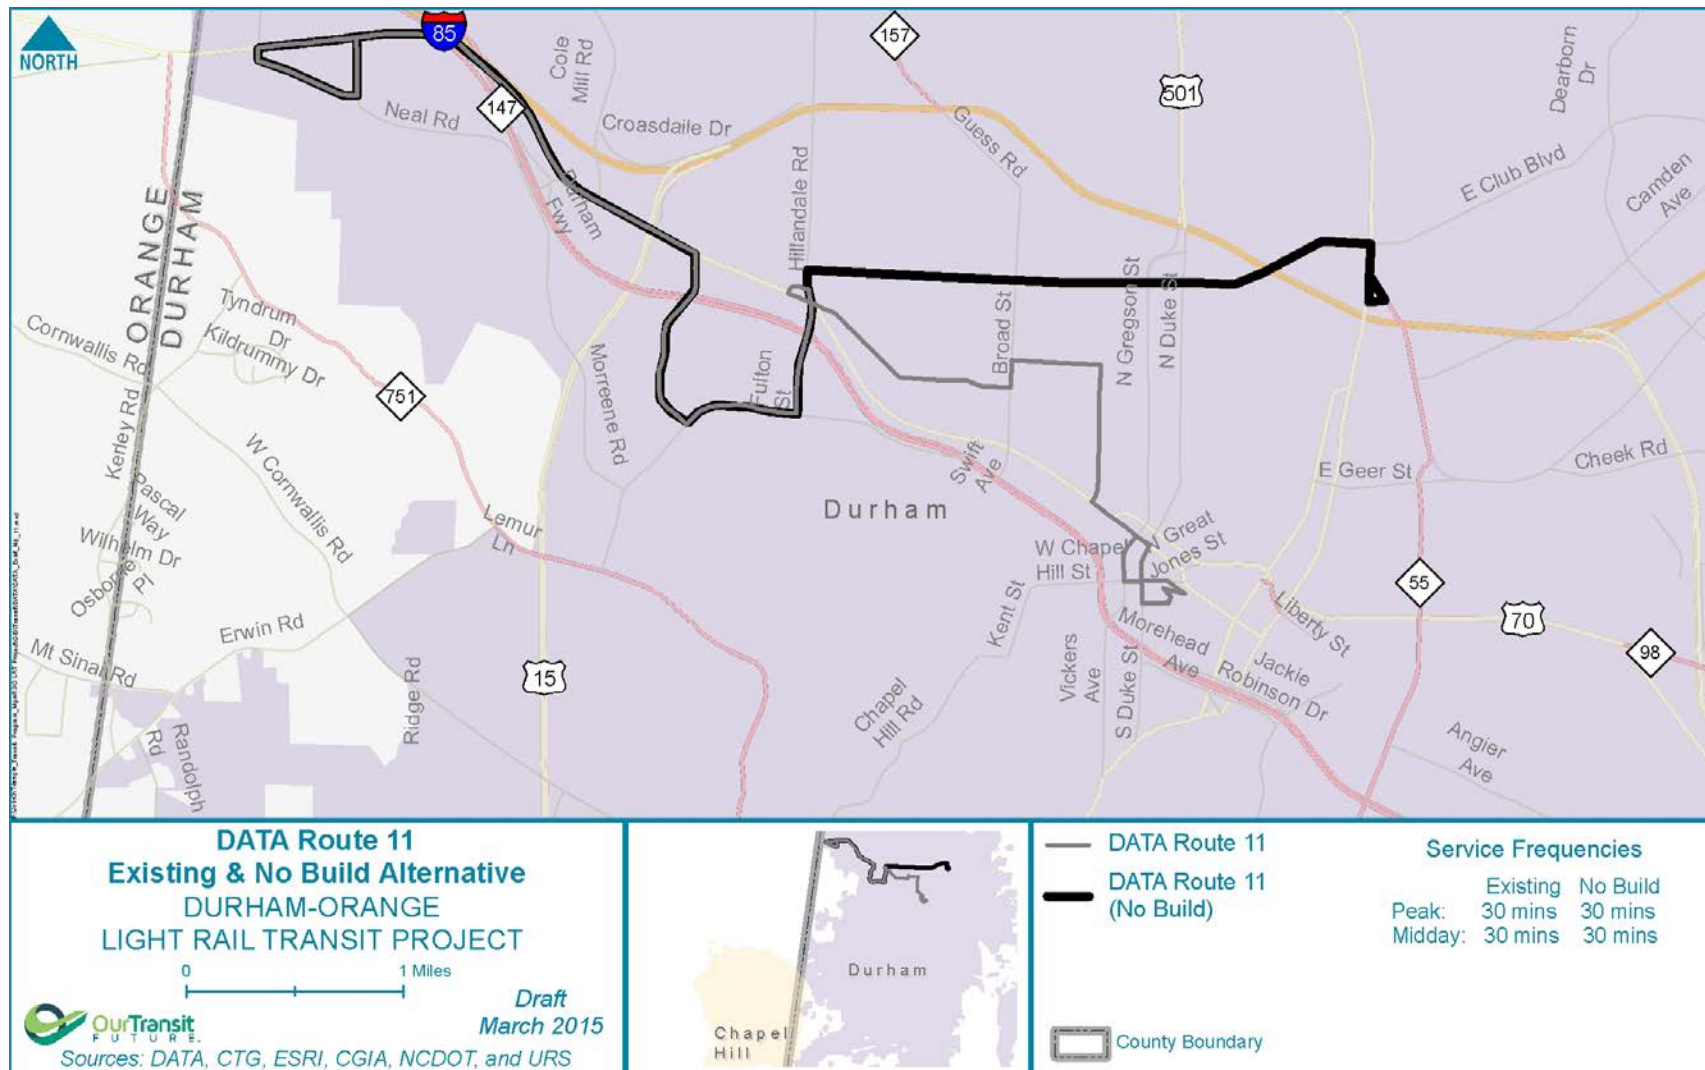 NORTH
85
157
Cole
Mill Rd
501
Dearborn
Dr
147
Neal Rd
Croasdaile Dr
Guess Rd
Hillandale Rd
E Club Blvd
Camden
Ave
Durham
Fwy
ORANGE
DURHAM
Tyndrum
Dr
Kildrummy Dr
Cornwallis Rd
Kerley Rd
751
Morreene Rd
Fulton
St
Broad St
N Gregson St
N Duke St
W Cornwallis Rd
Pascal
Way
Wilhelm Dr
Osborne
Pl
Lemur
Ln
Swift
Ave
Durham
E Geer St
Cheek Rd
W Chapel
Hill St
N Great
Jones St
Kent St
55
Liberty St
70
98
Erwin Rd
Mt Sinai Rd
Ridge Rd
15
Randolph
Rd
Chapel
Hill Rd
Vickers
Ave
S Duke St
Morehead
Ave
Jackie
Robinson Dr
Angier
Ave
DATA Route 11
Existing & No Build Alternative
DURHAM-ORANGE
LIGHT RAIL TRANSIT PROJECT
0 1 Miles
Draft
March 2015
OurTransit
FUTURE
Sources: DATA, CTG, ESRI, CGIA, NCDOT, and URS
Durham
Chapel
Hill
DATA Route 11
DATA Route 11
(No Build)
County Boundary
Service Frequencies
Existing No Build
Peak: 30 mins 30 mins
Midday: 30 mins 30 mins